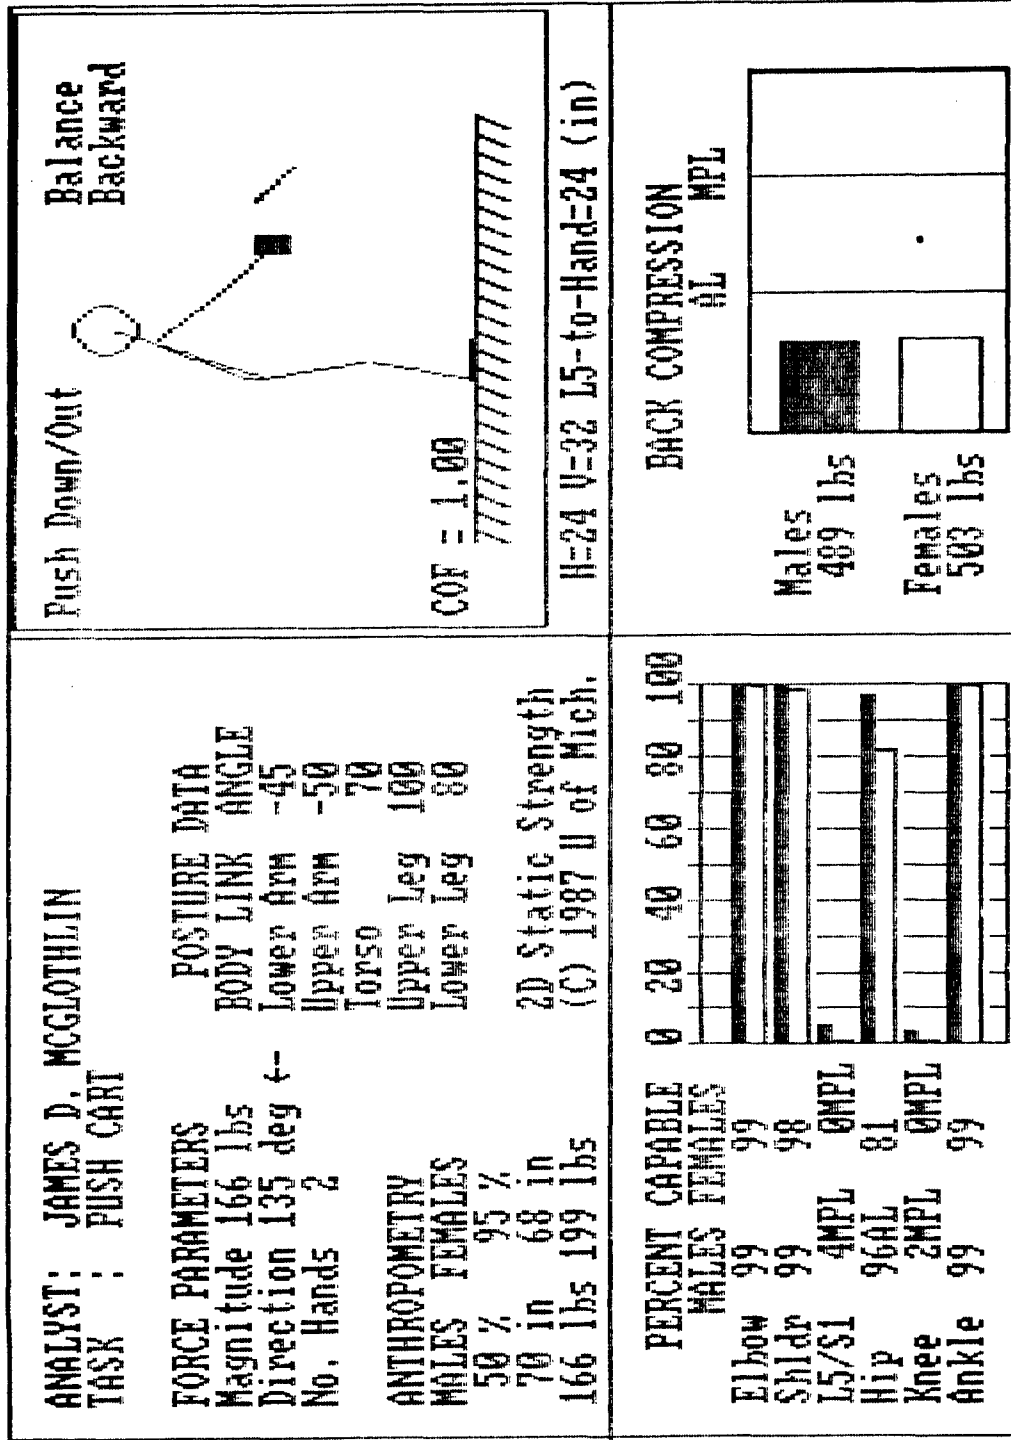 ANALYST: JAMES D. MCGLOTHLIN
TASK : PUSH CART
FORCE PARAMETERS
Magnitude 166 lbs
Direction 135 deg ←
No. Hands 2
POSTURE DATA
BODY LINK ANGLE
Lower Arm -45
Upper Arm -50
Torso 70
Upper Leg 100
Lower Leg 80
ANTHROPOMETRY
MALES FEMALES
50 % 95 %
70 in 68 in
166 lbs 199 lbs
2D Static Strength
(C) 1987 U of Mich.
Push Down/Out
Balance
Backward
COF = 1.00
H=24 V=32 L5-to-Hand=24 (in)
PERCENT CAPABLE
MALES FEMALES
Elbow 99 99
Shldr 99 98
L5/S1 4MPL 0MPL
Hip 96AL 81
Knee 2MPL 0MPL
Ankle 99 99
0 20 40 60 80 100
BACK COMPRESSION
AL MPL
Males
489 lbs
Females
503 lbs